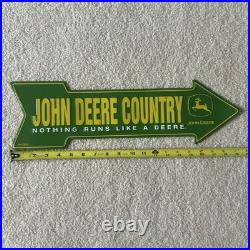 JOHN DEERE COUNTRY
NOTHING RUNS LIKE A DEERE
JOHN DEERE